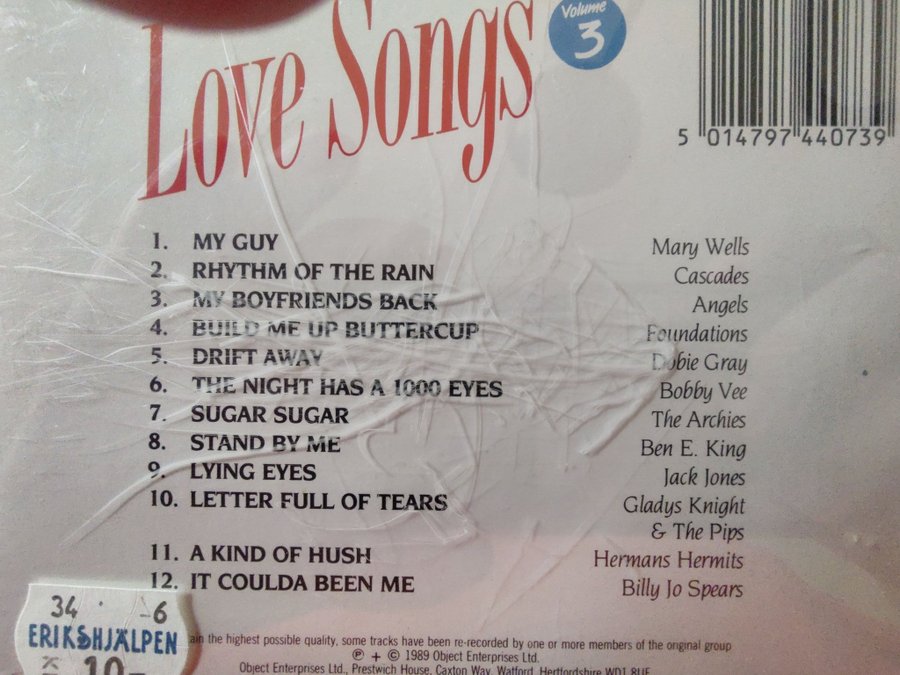 Love Songs
Volume
3
5 014797 440739
1. MY GUY Mary Wells
2. RHYTHM OF THE RAIN Cascades
3. MY BOYFRIENDS BACK Angels
4. BUILD ME UP BUTTERCUP Foundations
5. DRIFT AWAY Dobie Gray
6. THE NIGHT HAS A 1000 EYES Bobby Vee
7. SUGAR SUGAR The Archies
8. STAND BY ME Ben E. King
9. LYING EYES Jack Jones
10. LETTER FULL OF TEARS Gladys Knight
& The Pips
11. A KIND OF HUSH Hermans Hermits
12. IT COULDA BEEN ME Billy Jo Spears
34 -6
ERIKSHJÄLPEN
10-
the highest possible quality, some tracks have been re-recorded by one or more members of the original group
℗ + © 1989 Object Enterprises Ltd.
Object Enterprises Ltd., Prestwich House, Caxton Way, Watford, Hertfordshire WD1 8UF